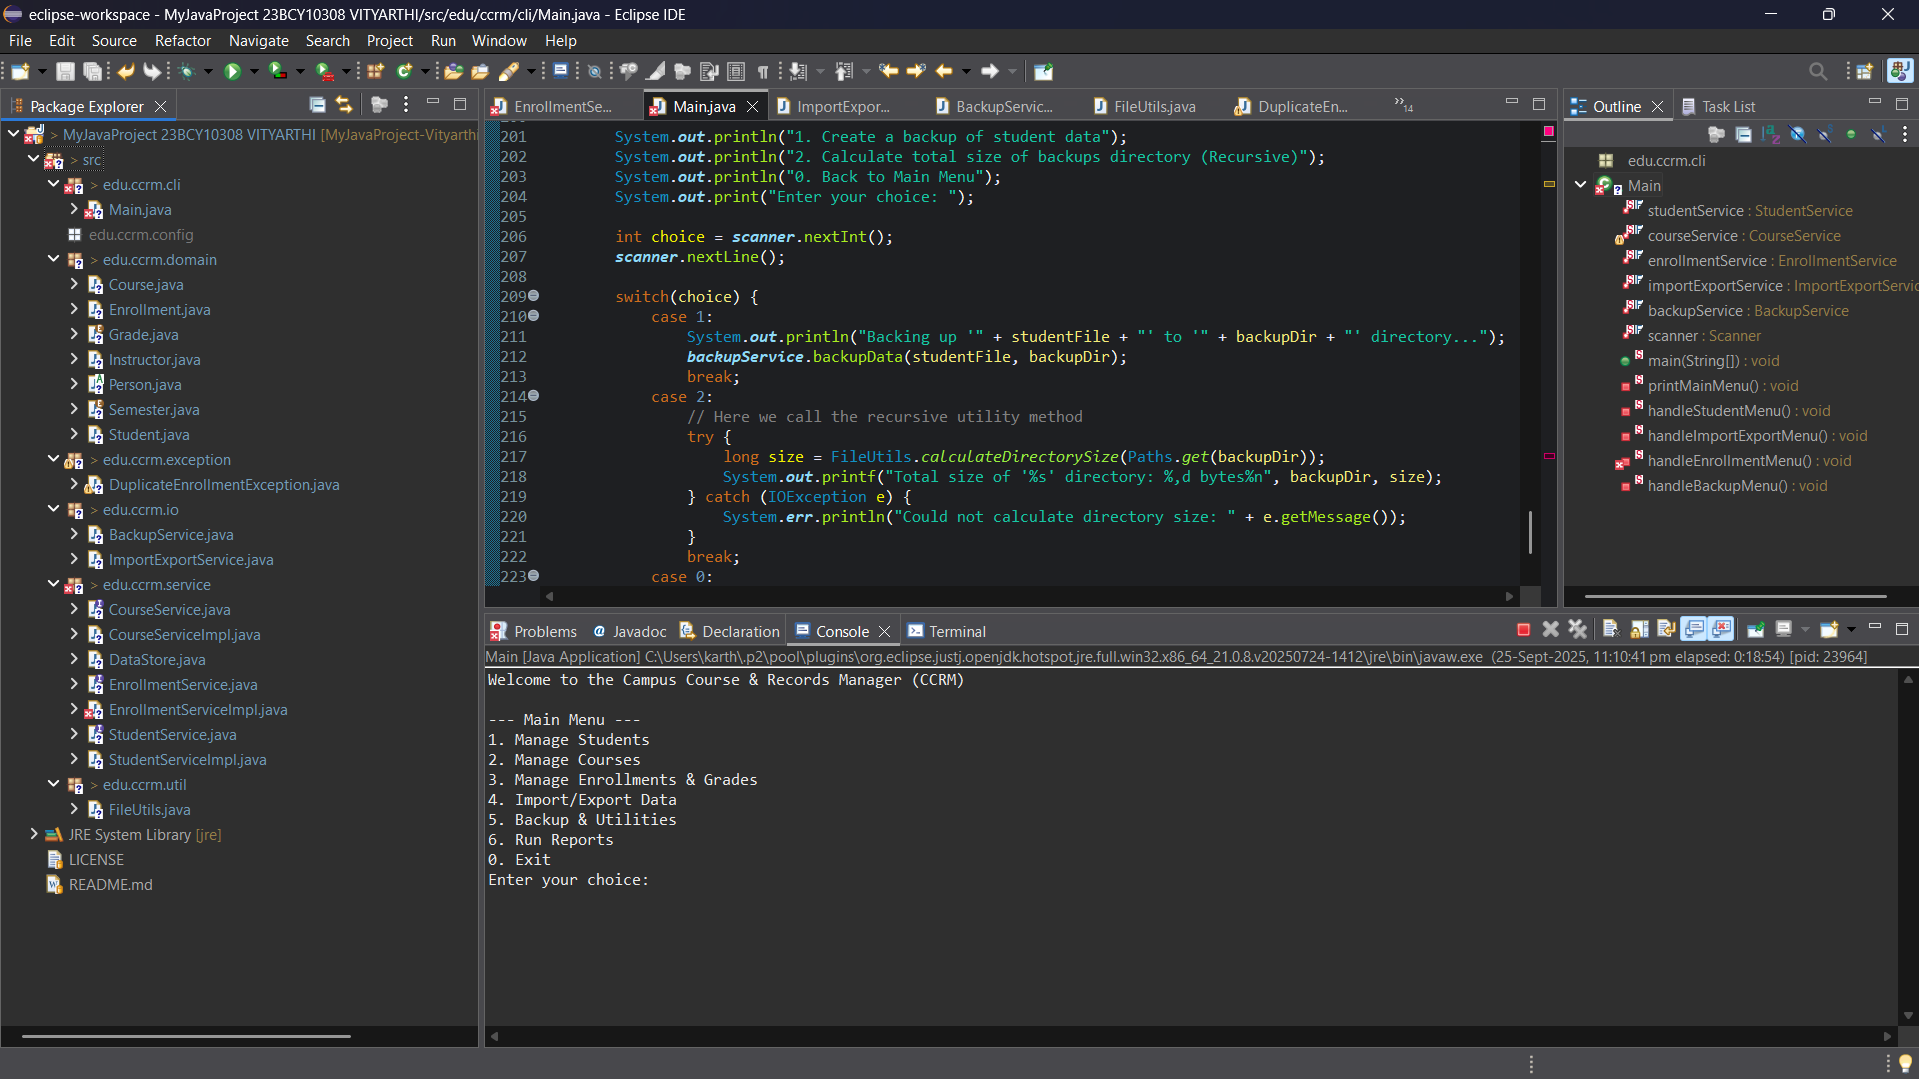 eclipse-workspace - MyJavaProject 23BCY10308 VITYARTHI/src/edu/ccrm/cli/Main.java - Eclipse IDE
File Edit Source Refactor Navigate Search Project Run Window Help
Package Explorer
> MyJavaProject 23BCY10308 VITYARTHI [MyJavaProject-Vityarthi
> src
> edu.ccrm.cli
Main.java
edu.ccrm.config
> edu.ccrm.domain
Course.java
Enrollment.java
Grade.java
Instructor.java
Person.java
Semester.java
Student.java
> edu.ccrm.exception
DuplicateEnrollmentException.java
> edu.ccrm.io
BackupService.java
ImportExportService.java
> edu.ccrm.service
CourseService.java
CourseServiceImpl.java
DataStore.java
EnrollmentService.java
EnrollmentServiceImpl.java
StudentService.java
StudentServiceImpl.java
> edu.ccrm.util
FileUtils.java
JRE System Library [jre]
LICENSE
README.md
EnrollmentSe... Main.java ImportExpor... BackupServic... FileUtils.java DuplicateEn... »14
201 System.out.println("1. Create a backup of student data");
202 System.out.println("2. Calculate total size of backups directory (Recursive)");
203 System.out.println("0. Back to Main Menu");
204 System.out.print("Enter your choice: ");
205
206 int choice = scanner.nextInt();
207 scanner.nextLine();
208
209 switch(choice) {
210 case 1:
211 System.out.println("Backing up '" + studentFile + "' to '" + backupDir + "' directory...");
212 backupService.backupData(studentFile, backupDir);
213 break;
214 case 2:
215 // Here we call the recursive utility method
216 try {
217 long size = FileUtils.calculateDirectorySize(Paths.get(backupDir));
218 System.out.printf("Total size of '%s' directory: %,d bytes%n", backupDir, size);
219 } catch (IOException e) {
220 System.err.println("Could not calculate directory size: " + e.getMessage());
221 }
222 break;
223 case 0:
Outline Task List
edu.ccrm.cli
Main
studentService : StudentService
courseService : CourseService
enrollmentService : EnrollmentService
importExportService : ImportExportServic
backupService : BackupService
scanner : Scanner
main(String[]) : void
printMainMenu() : void
handleStudentMenu() : void
handleImportExportMenu() : void
handleEnrollmentMenu() : void
handleBackupMenu() : void
Problems Javadoc Declaration Console Terminal
Main [Java Application] C:\Users\karth\.p2\pool\plugins\org.eclipse.justj.openjdk.hotspot.jre.full.win32.x86_64_21.0.8.v20250724-1412\jre\bin\javaw.exe (25-Sept-2025, 11:10:41 pm elapsed: 0:18:54) [pid: 23964]
Welcome to the Campus Course & Records Manager (CCRM)
--- Main Menu ---
1. Manage Students
2. Manage Courses
3. Manage Enrollments & Grades
4. Import/Export Data
5. Backup & Utilities
6. Run Reports
0. Exit
Enter your choice: